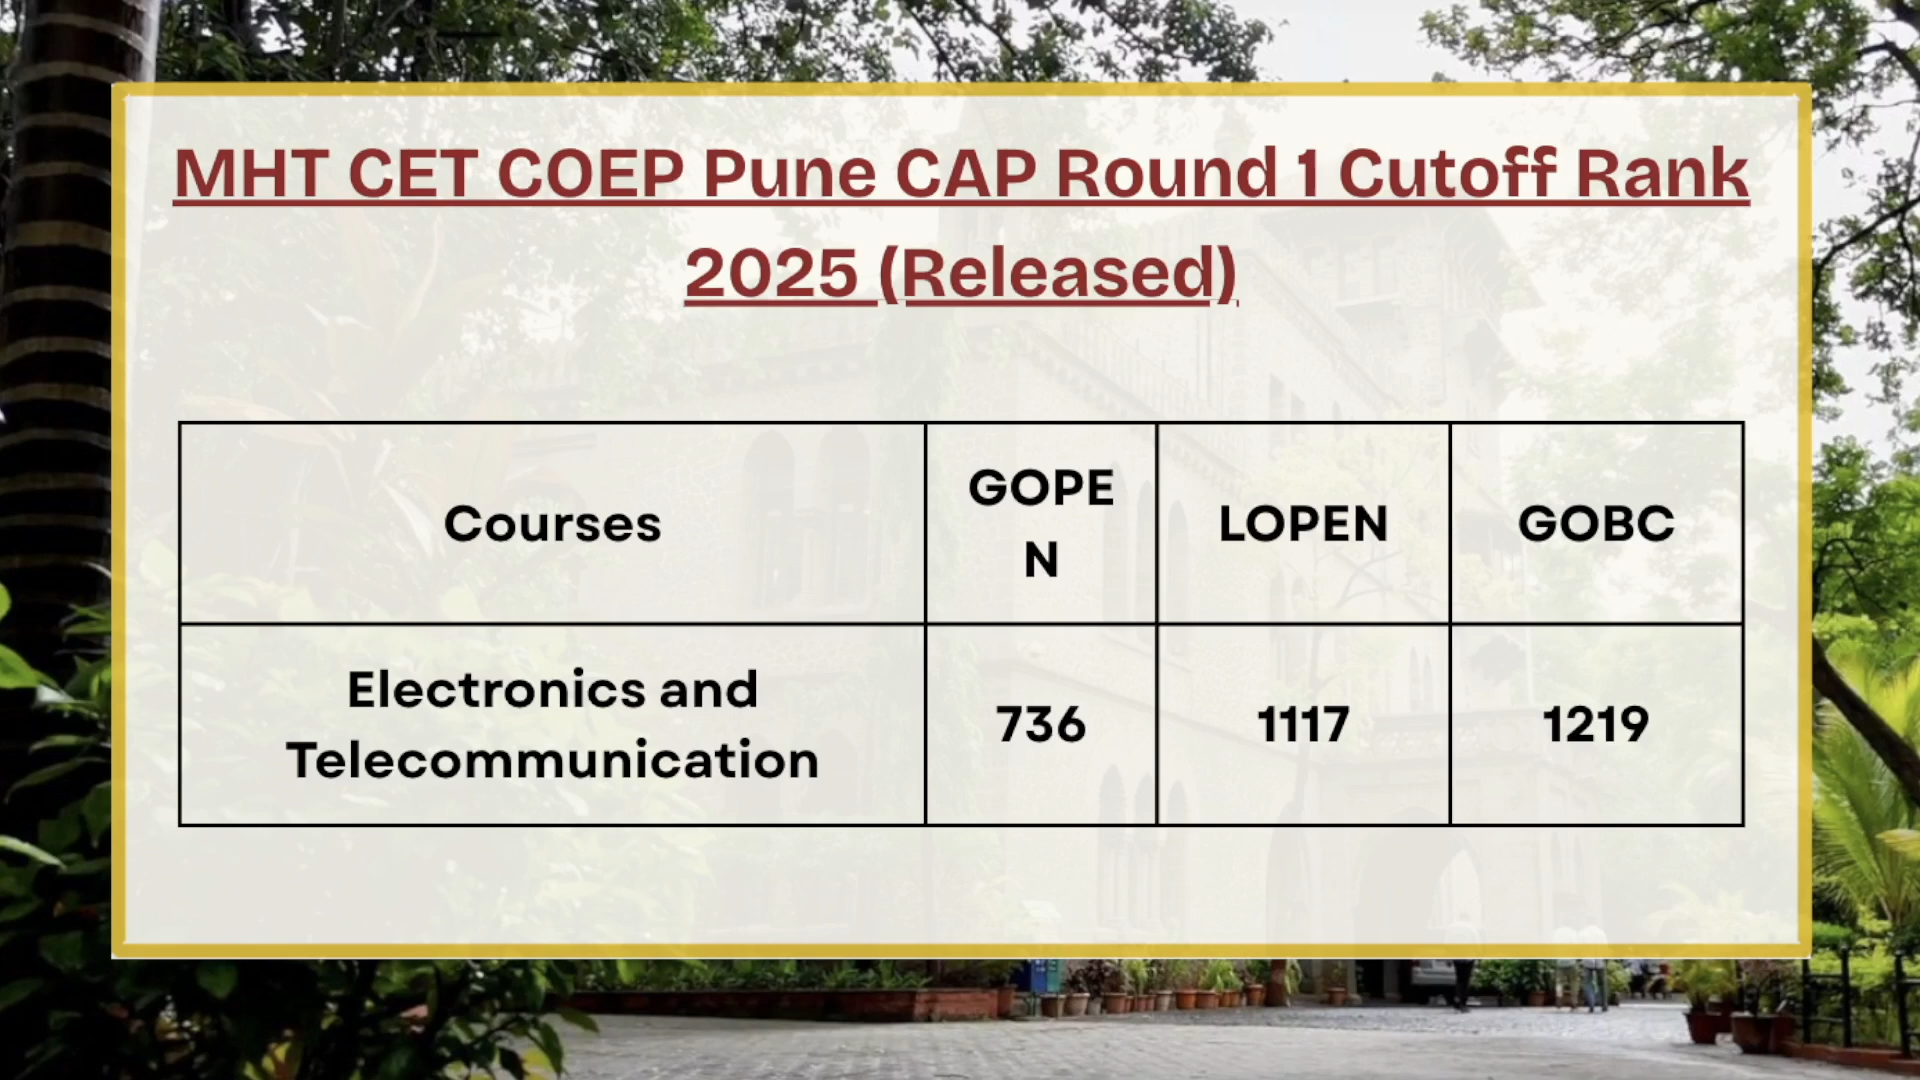 MHT CET COEP Pune CAP Round 1 Cutoff Rank
2025 (Released)
Courses
GOPE
N
LOPEN
GOBC
Electronics and
Telecommunication
736
1117
1219